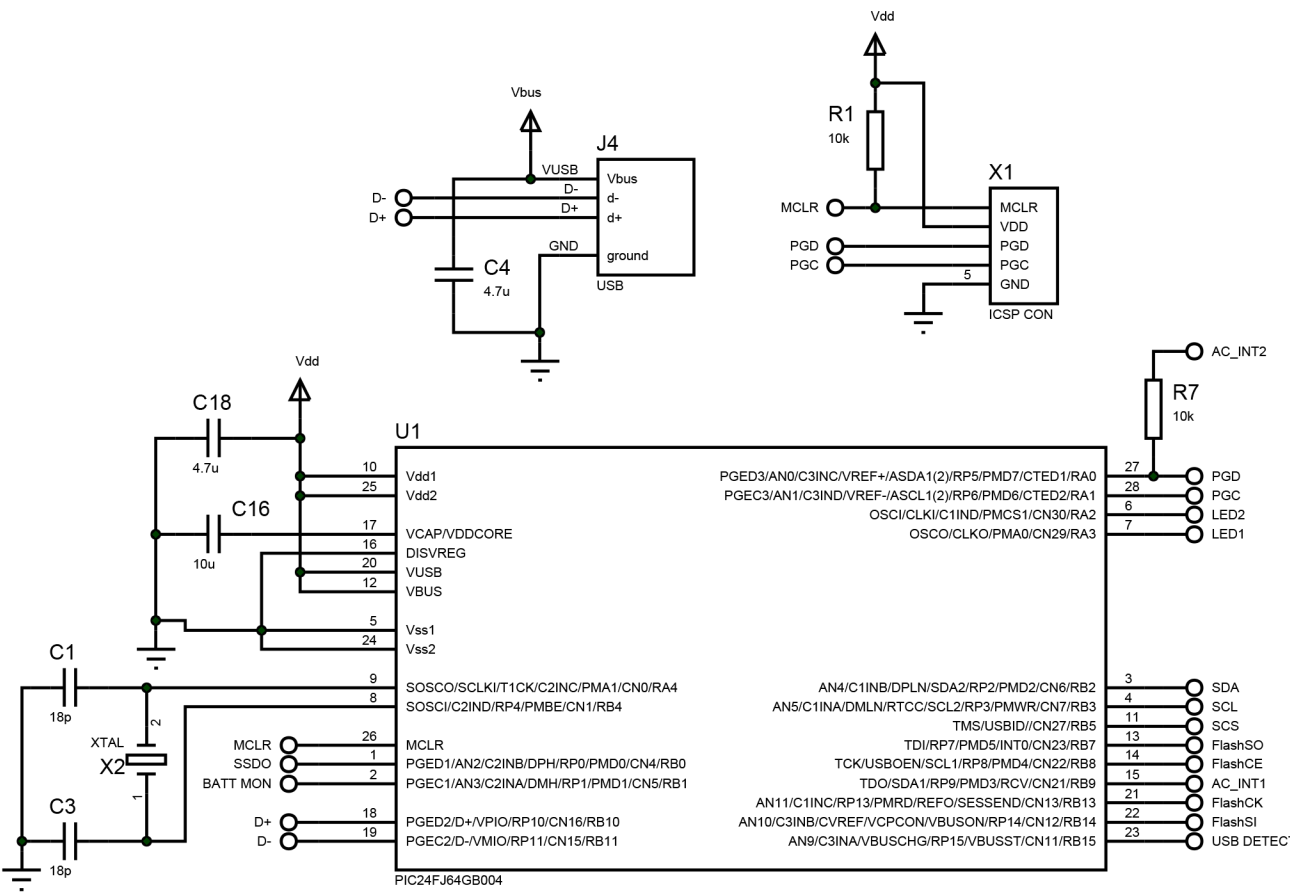 Vdd
R1
10k
X1
MCLR
MCLR
VDD
PGD
PGD
PGC
PGC
5
GND
ICSP CON
Vbus
J4
VUSB
Vbus
D-
D-
d-
D+
D+
d+
GND
ground
C4
4.7u
USB
AC_INT2
R7
10k
Vdd
C18
4.7u
C16
10u
U1
10
Vdd1
25
Vdd2
17
VCAP/VDDCORE
16
DISVREG
20
VUSB
12
VBUS
5
Vss1
24
Vss2
C1
18p
9
SOSCO/SCLKI/T1CK/C2INC/PMA1/CN0/RA4
8
SOSCI/C2IND/RP4/PMBE/CN1/RB4
2
XTAL
X2
1
C3
18p
MCLR
26
MCLR
SSDO
1
PGED1/AN2/C2INB/DPH/RP0/PMD0/CN4/RB0
BATT MON
2
PGEC1/AN3/C2INA/DMH/RP1/PMD1/CN5/RB1
D+
18
PGED2/D+/VPIO/RP10/CN16/RB10
D-
19
PGEC2/D-/VMIO/RP11/CN15/RB11
PGED3/AN0/C3INC/VREF+/ASDA1(2)/RP5/PMD7/CTED1/RA0
27
PGD
PGEC3/AN1/C3IND/VREF-/ASCL1(2)/RP6/PMD6/CTED2/RA1
28
PGC
OSCI/CLKI/C1IND/PMCS1/CN30/RA2
6
LED2
OSCO/CLKO/PMA0/CN29/RA3
7
LED1
AN4/C1INB/DPLN/SDA2/RP2/PMD2/CN6/RB2
3
SDA
AN5/C1INA/DMLN/RTCC/SCL2/RP3/PMWR/CN7/RB3
4
SCL
TMS/USBID//CN27/RB5
11
SCS
TDI/RP7/PMD5/INT0/CN23/RB7
13
FlashSO
TCK/USBOEN/SCL1/RP8/PMD4/CN22/RB8
14
FlashCE
TDO/SDA1/RP9/PMD3/RCV/CN21/RB9
15
AC_INT1
AN11/C1INC/RP13/PMRD/REFO/SESSEND/CN13/RB13
21
FlashCK
AN10/C3INB/CVREF/VCPCON/VBUSON/RP14/CN12/RB14
22
FlashSI
AN9/C3INA/VBUSCHG/RP15/VBUSST/CN11/RB15
23
USB DETECT
PIC24FJ64GB004